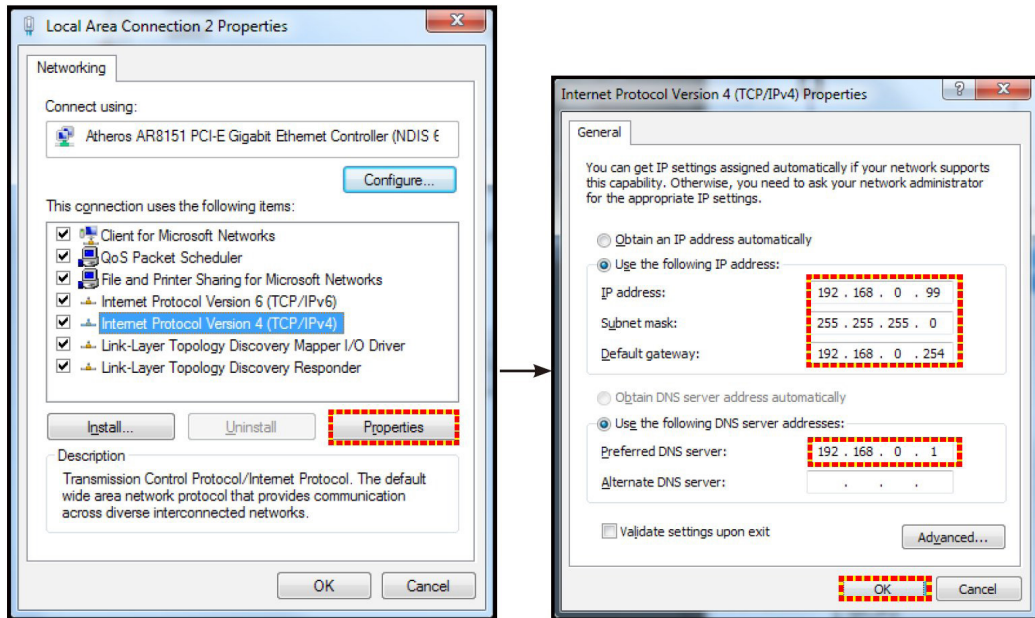 Local Area Connection 2 Properties
Networking
Connect using:
Atheros AR8151 PCI-E Gigabit Ethernet Controller (NDIS 6
Configure...
This connection uses the following items:
Client for Microsoft Networks
QoS Packet Scheduler
File and Printer Sharing for Microsoft Networks
Internet Protocol Version 6 (TCP/IPv6)
Internet Protocol Version 4 (TCP/IPv4)
Link-Layer Topology Discovery Mapper I/O Driver
Link-Layer Topology Discovery Responder
Install...
Uninstall
Properties
Description
Transmission Control Protocol/Internet Protocol. The default
wide area network protocol that provides communication
across diverse interconnected networks.
OK
Cancel
Internet Protocol Version 4 (TCP/IPv4) Properties
General
You can get IP settings assigned automatically if your network supports
this capability. Otherwise, you need to ask your network administrator
for the appropriate IP settings.
Obtain an IP address automatically
Use the following IP address:
IP address: 192 . 168 . 0 . 99
Subnet mask: 255 . 255 . 255 . 0
Default gateway: 192 . 168 . 0 . 254
Obtain DNS server address automatically
Use the following DNS server addresses:
Preferred DNS server: 192 . 168 . 0 . 1
Alternate DNS server: . . .
Validate settings upon exit
Advanced...
OK
Cancel